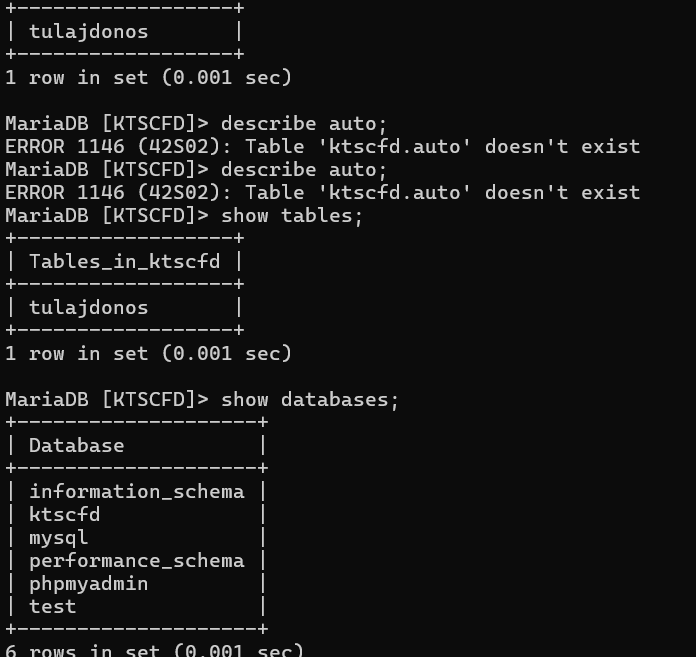 +------------------+
| tulajdonos       |
+------------------+
1 row in set (0.001 sec)
MariaDB [KTSCFD]> describe auto;
ERROR 1146 (42S02): Table 'ktscfd.auto' doesn't exist
MariaDB [KTSCFD]> describe auto;
ERROR 1146 (42S02): Table 'ktscfd.auto' doesn't exist
MariaDB [KTSCFD]> show tables;
+------------------+
| Tables_in_ktscfd |
+------------------+
| tulajdonos       |
+------------------+
1 row in set (0.001 sec)
MariaDB [KTSCFD]> show databases;
+--------------------+
| Database           |
+--------------------+
| information_schema |
| ktscfd             |
| mysql              |
| performance_schema |
| phpmyadmin         |
| test               |
+--------------------+
6 rows in set (0.001 sec)